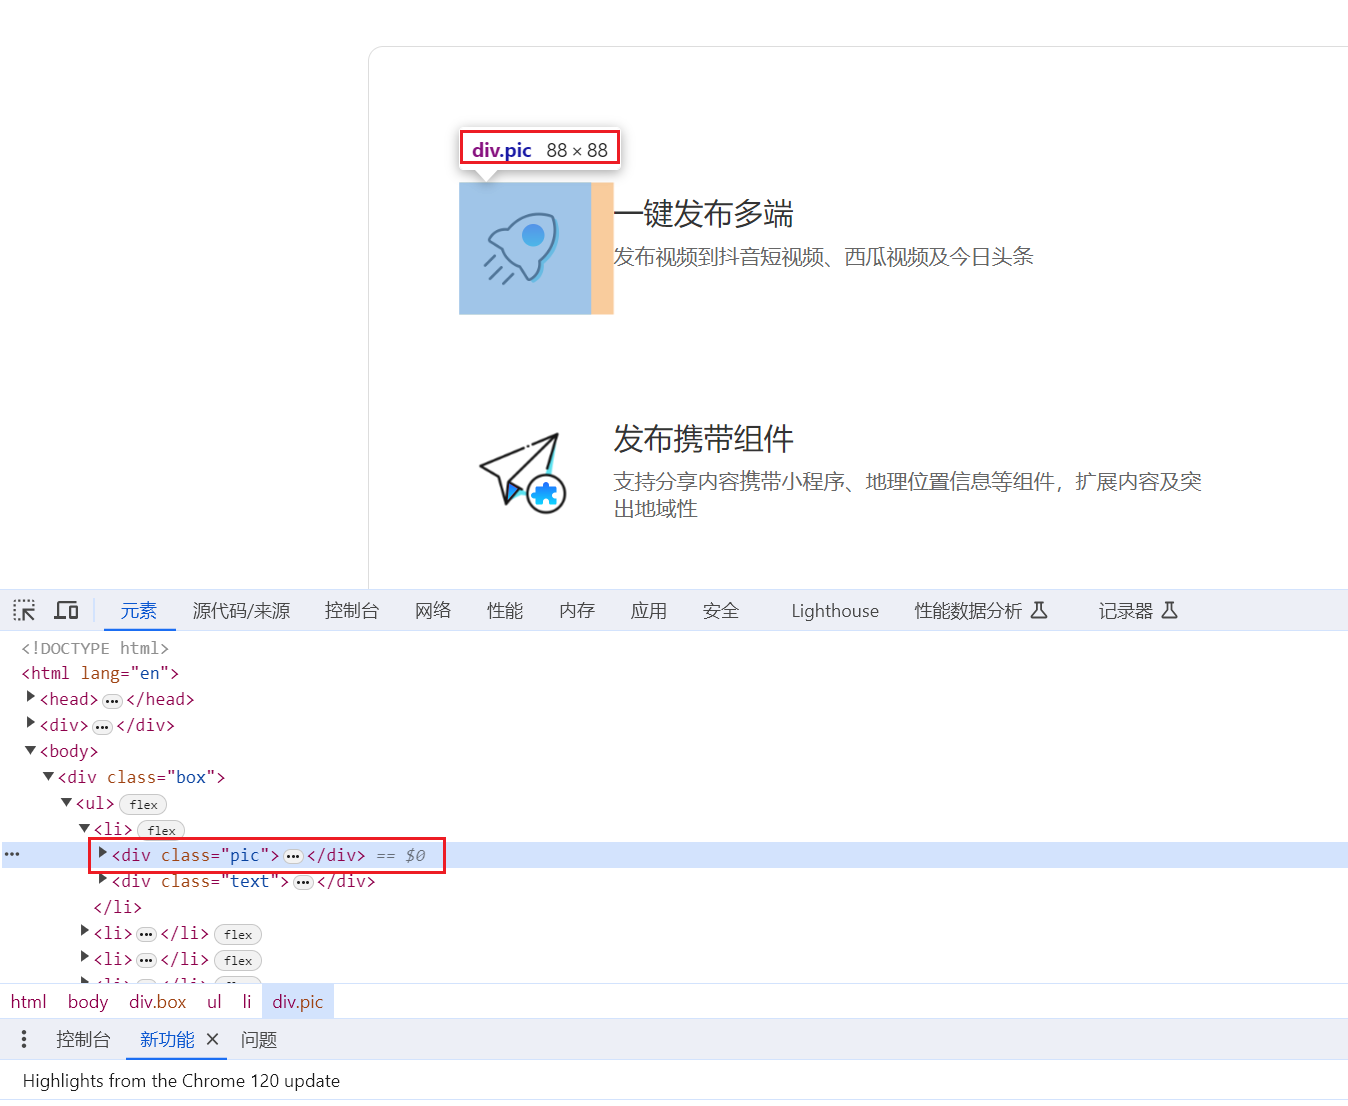 div.pic 88 × 88
一键发布多端
发布视频到抖音短视频、西瓜视频及今日头条
发布携带组件
支持分享内容携带小程序、地理位置信息等组件，扩展内容及突
出地域性
元素 源代码/来源 控制台 网络 性能 内存 应用 安全 Lighthouse 性能数据分析 记录器
<!DOCTYPE html>
<html lang="en">
<head>…</head>
<div>…</div>
<body>
<div class="box">
<ul> flex
<li> flex
<div class="pic">…</div> == $0
<div class="text">…</div>
</li>
<li>…</li> flex
<li>…</li> flex
html body div.box ul li div.pic
控制台 新功能 × 问题
Highlights from the Chrome 120 update